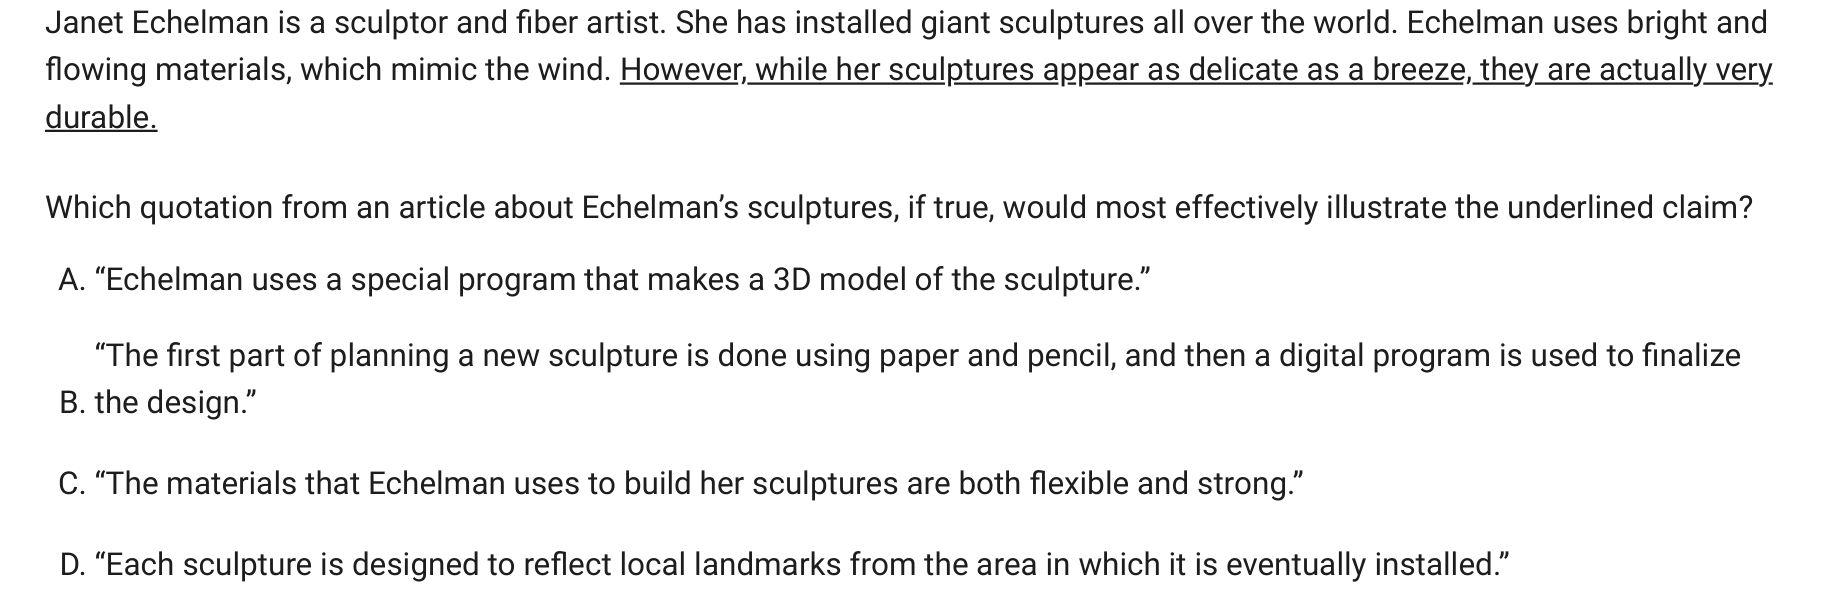 Janet Echelman is a sculptor and fiber artist. She has installed giant sculptures all over the world. Echelman uses bright and
flowing materials, which mimic the wind. However, while her sculptures appear as delicate as a breeze, they are actually very
durable.
Which quotation from an article about Echelman’s sculptures, if true, would most effectively illustrate the underlined claim?
A. “Echelman uses a special program that makes a 3D model of the sculpture.”
“The first part of planning a new sculpture is done using paper and pencil, and then a digital program is used to finalize
B. the design.”
C. “The materials that Echelman uses to build her sculptures are both flexible and strong.”
D. “Each sculpture is designed to reflect local landmarks from the area in which it is eventually installed.”